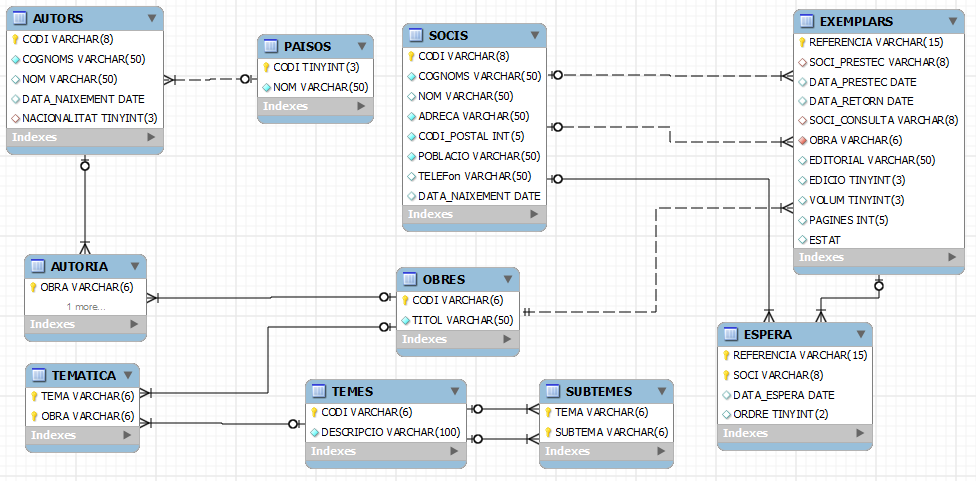 AUTORS
CODI VARCHAR(8)
COGNOMS VARCHAR(50)
NOM VARCHAR(50)
DATA_NAIXEMENT DATE
NACIONALITAT TINYINT(3)
Indexes
PAISOS
CODI TINYINT(3)
NOM VARCHAR(50)
Indexes
SOCIS
CODI VARCHAR(8)
COGNOMS VARCHAR(50)
NOM VARCHAR(50)
ADRECA VARCHAR(50)
CODI_POSTAL INT(5)
POBLACIO VARCHAR(50)
TELEFon VARCHAR(50)
DATA_NAIXEMENT DATE
Indexes
EXEMPLARS
REFERENCIA VARCHAR(15)
SOCI_PRESTEC VARCHAR(8)
DATA_PRESTEC DATE
DATA_RETORN DATE
SOCI_CONSULTA VARCHAR(8)
OBRA VARCHAR(6)
EDITORIAL VARCHAR(50)
EDICIO TINYINT(3)
VOLUM TINYINT(3)
PAGINES INT(5)
ESTAT
Indexes
AUTORIA
OBRA VARCHAR(6)
1 more...
Indexes
OBRES
CODI VARCHAR(6)
TITOL VARCHAR(50)
Indexes
ESPERA
REFERENCIA VARCHAR(15)
SOCI VARCHAR(8)
DATA_ESPERA DATE
ORDRE TINYINT(2)
Indexes
TEMATICA
TEMA VARCHAR(6)
OBRA VARCHAR(6)
Indexes
TEMES
CODI VARCHAR(6)
DESCRIPCIO VARCHAR(100)
Indexes
SUBTEMES
TEMA VARCHAR(6)
SUBTEMA VARCHAR(6)
Indexes